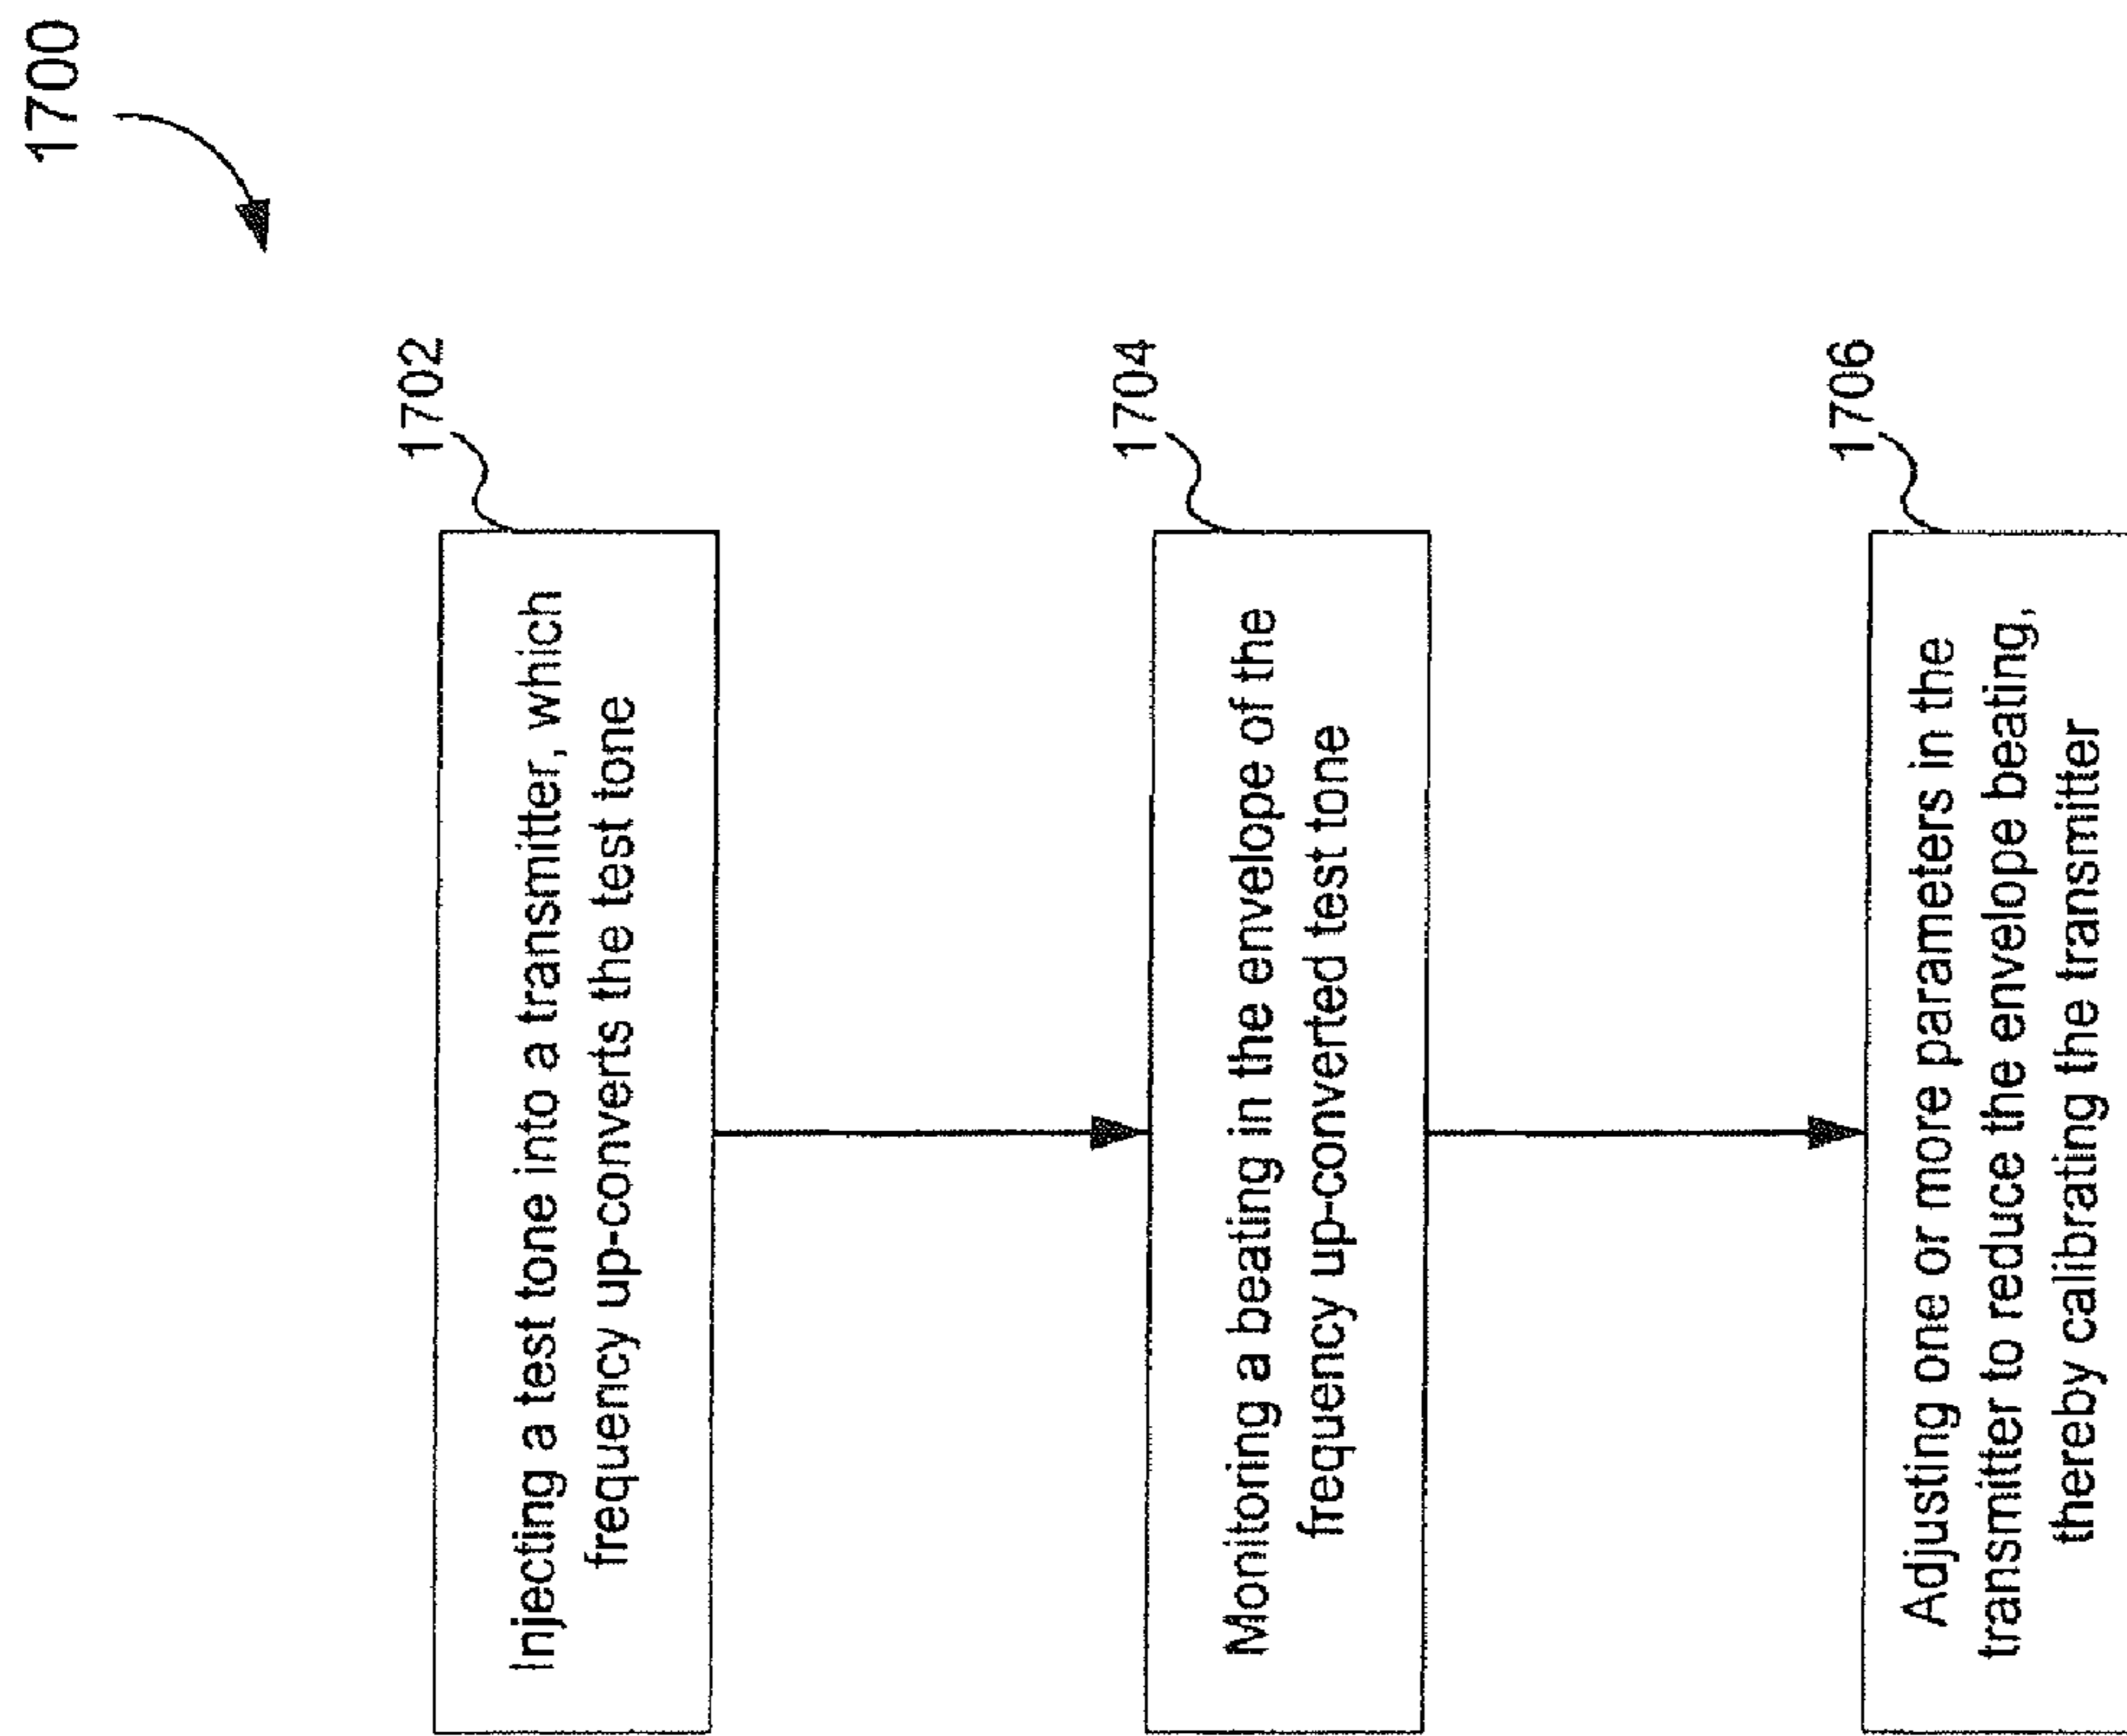 1700
1702
Injecting a test tone into a transmitter, which
frequency up-converts the test tone
1704
Monitoring a beating in the envelope of the
frequency up-converted test tone
1706
Adjusting one or more parameters in the
transmitter to reduce the envelope beating,
thereby calibrating the transmitter